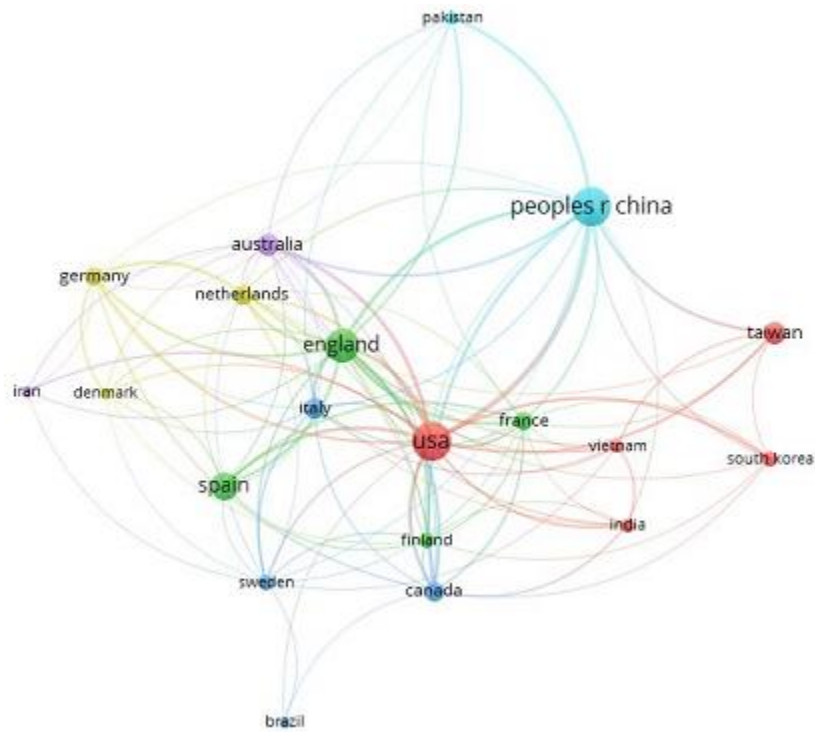 pakistan
peoples r china
australia
germany
netherlands
taiwan
england
iran
denmark
italy
france
usa
vietnam
south korea
spain
india
finland
sweden
canada
brazil